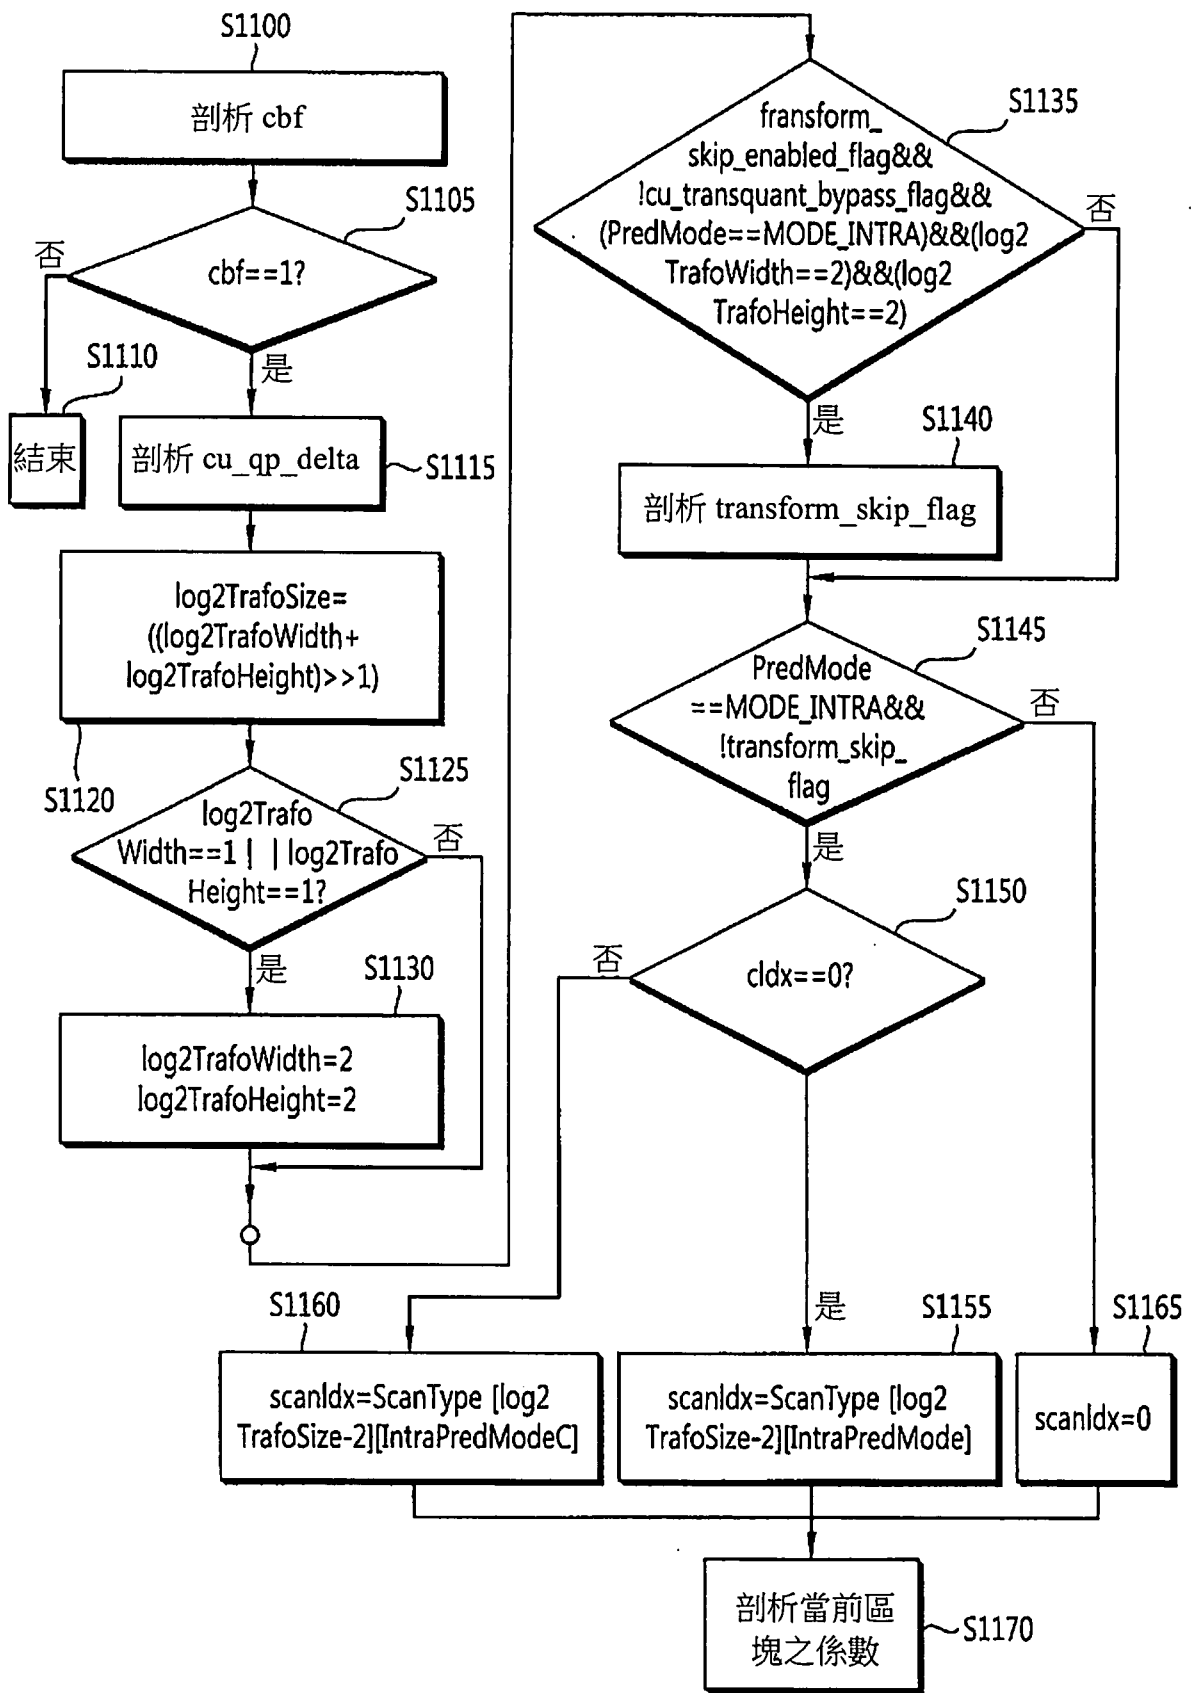 S1100
剖析 cbf
S1105
否
cbf==1?
是
S1110
結束
剖析 cu_qp_delta
S1115
log2TrafoSize=
((log2TrafoWidth+
log2TrafoHeight)>>1)
S1120
S1125
log2Trafo
Width==1 | | log2Trafo
Height==1?
否
是
S1130
log2TrafoWidth=2
log2TrafoHeight=2
S1135
fransform_
skip_enabled_flag&&
!cu_transquant_bypass_flag&&
(PredMode==MODE_INTRA)&&(log2
TrafoWidth==2)&&(log2
TrafoHeight==2)
否
是
S1140
剖析 transform_skip_flag
S1145
PredMode
==MODE_INTRA&&
!transform_skip_
flag
否
是
S1150
否
cIdx==0?
是
S1160
scanIdx=ScanType [log2
TrafoSize-2][IntraPredModeC]
S1155
scanIdx=ScanType [log2
TrafoSize-2][IntraPredMode]
S1165
scanIdx=0
剖析當前區
塊之係數
S1170